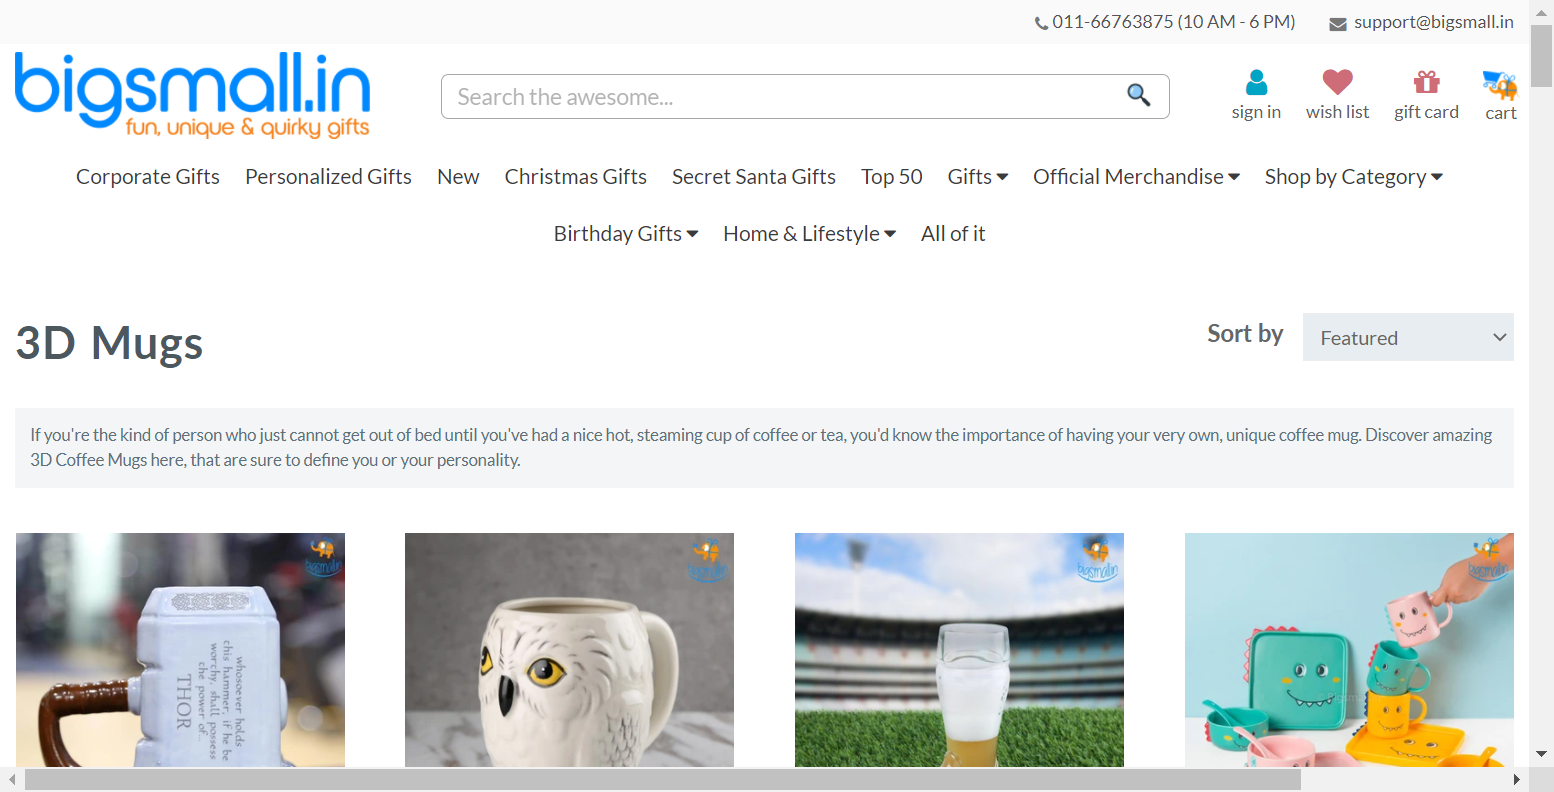 011-66763875 (10 AM - 6 PM)
support@bigsmall.in
bigsmall.in
fun, unique & quirky gifts
Search the awesome...
sign in
wish list
gift card
cart
Corporate Gifts
Personalized Gifts
New
Christmas Gifts
Secret Santa Gifts
Top 50
Gifts
Official Merchandise
Shop by Category
Birthday Gifts
Home & Lifestyle
All of it
3D Mugs
Sort by
Featured
If you're the kind of person who just cannot get out of bed until you've had a nice hot, steaming cup of coffee or tea, you'd know the importance of having your very own, unique coffee mug. Discover amazing
3D Coffee Mugs here, that are sure to define you or your personality.
bigsmall.in
whosoever holds
this hammer, if he be
worthy, shall possess
the power of...
THOR
bigsmall.in
bigsmall.in
bigsmall.in